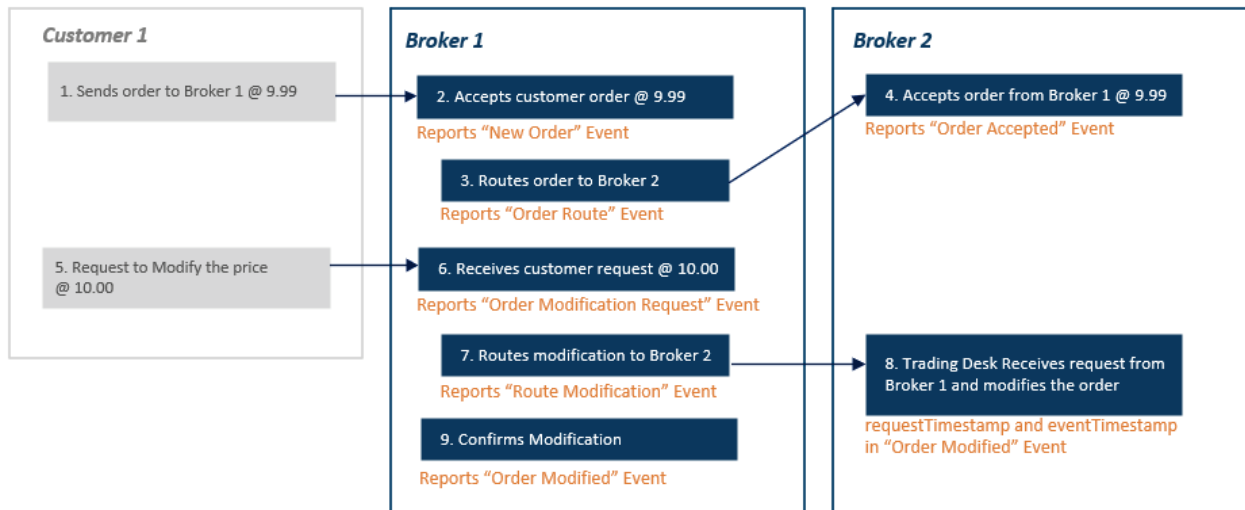 Customer 1
1. Sends order to Broker 1 @ 9.99
5. Request to Modify the price
@ 10.00
Broker 1
2. Accepts customer order @ 9.99
Reports “New Order” Event
3. Routes order to Broker 2
Reports “Order Route” Event
6. Receives customer request @ 10.00
Reports “Order Modification Request” Event
7. Routes modification to Broker 2
Reports “Route Modification” Event
9. Confirms Modification
Reports “Order Modified” Event
Broker 2
4. Accepts order from Broker 1 @ 9.99
Reports “Order Accepted” Event
8. Trading Desk Receives request from
Broker 1 and modifies the order
requestTimestamp and eventTimestamp
in “Order Modified” Event